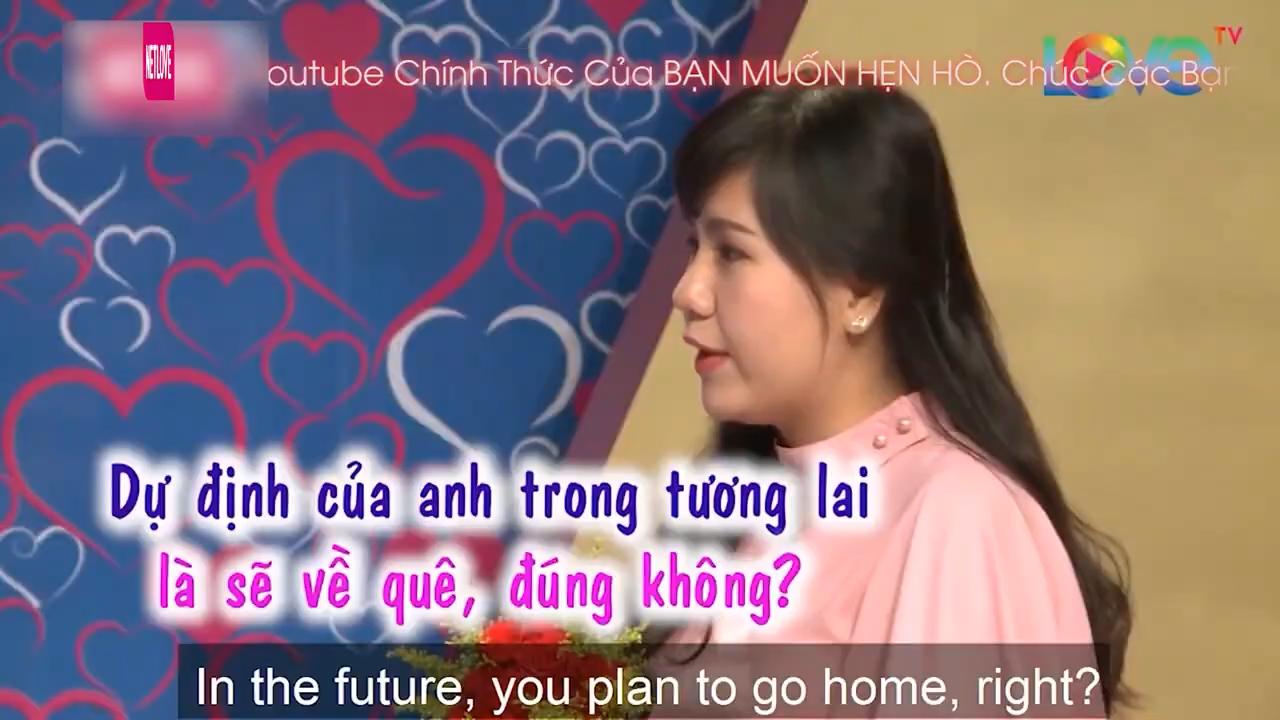 NETLOVE
outube Chính Thức Của BẠN MUỐN HẸN HÒ. Chúc Các Bạn
LOVE TV
Dự định của anh trong tương lai
là sẽ về quê, đúng không?
In the future, you plan to go home, right?